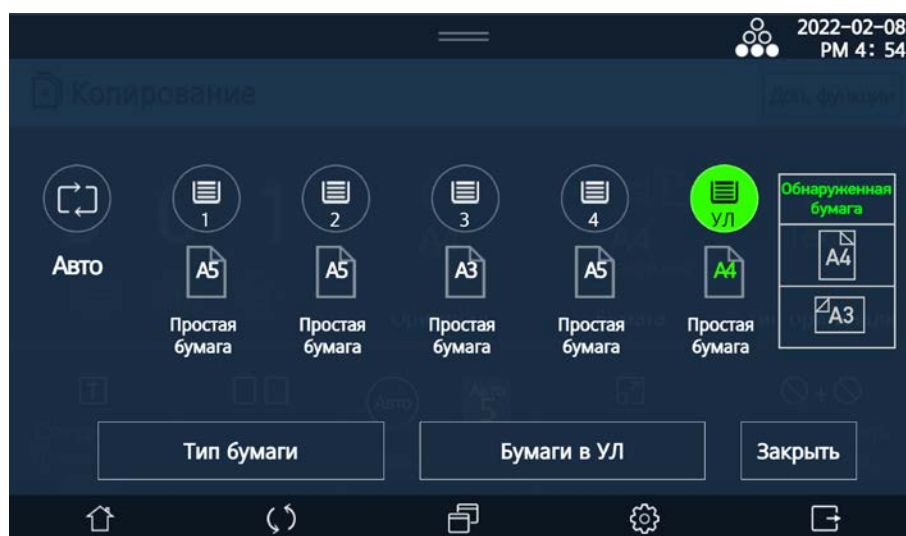 2022-02-08
PM 4: 54
Копирование
Доп. функции
Обнаруженная
бумага
1
2
3
4
УЛ
A4
Авто
A5
A5
A3
A5
A4
A3
Простая
бумага
Простая
бумага
Простая
бумага
Простая
бумага
Простая
бумага
Авто
5
Тип бумаги
Бумаги в УЛ
Закрыть